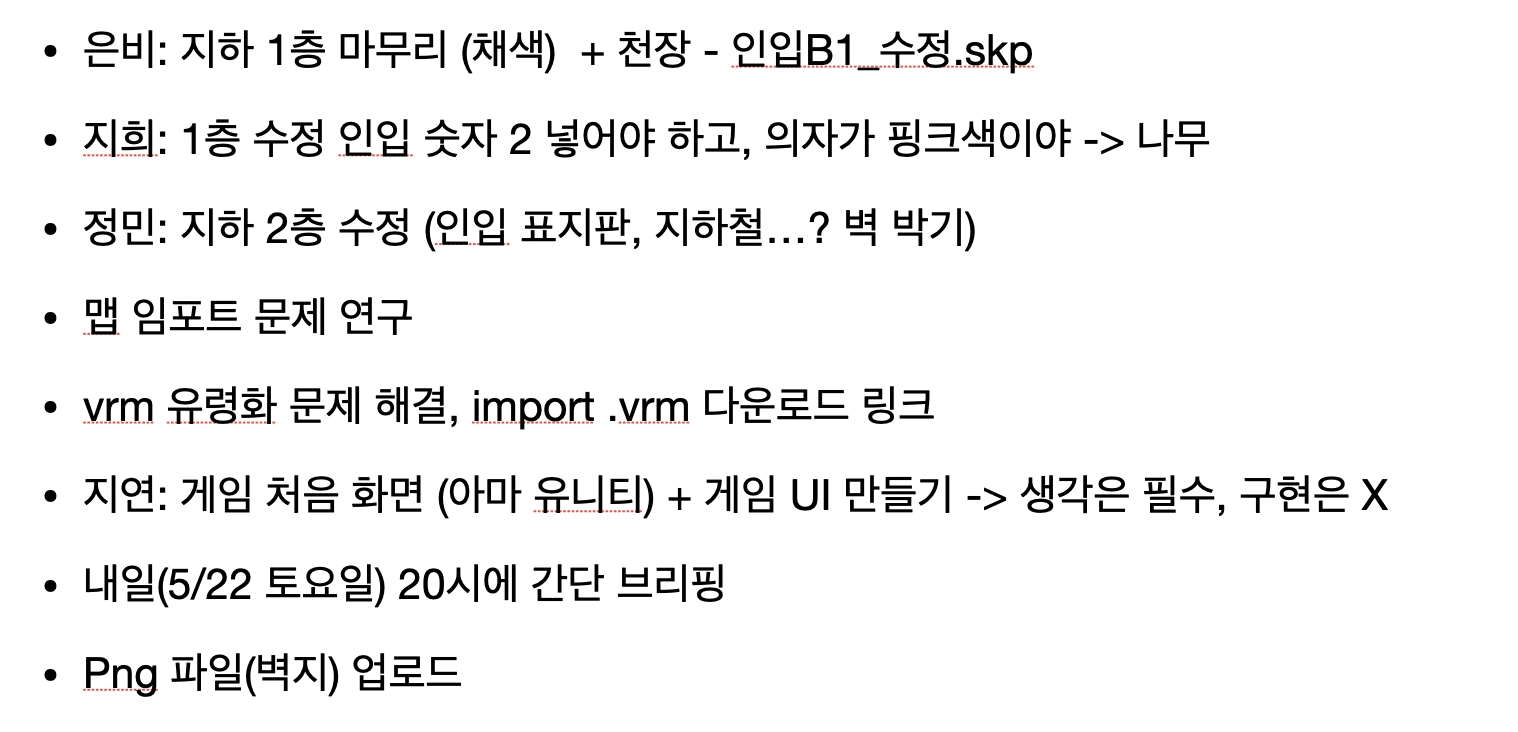 • 은비: 지하 1층 마무리 (채색)  + 천장 - 인입B1_수정.skp
• 지희: 1층 수정 인입 숫자 2 넣어야 하고, 의자가 핑크색이야 -> 나무
• 정민: 지하 2층 수정 (인입 표지판, 지하철...? 벽 박기)
• 맵 임포트 문제 연구
• vrm 유령화 문제 해결, import .vrm 다운로드 링크
• 지연: 게임 처음 화면 (아마 유니티) + 게임 UI 만들기 -> 생각은 필수, 구현은 X
• 내일(5/22 토요일) 20시에 간단 브리핑
• Png 파일(벽지) 업로드